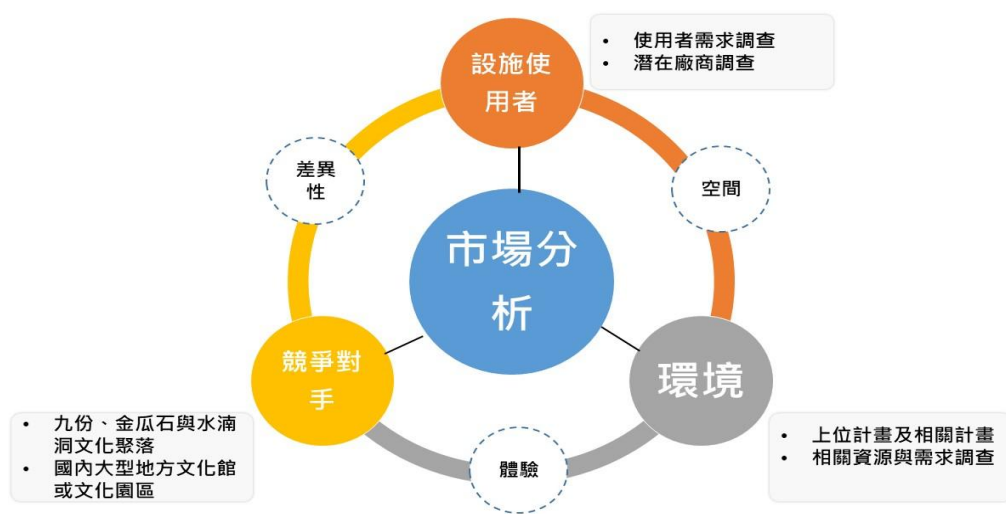 • 使用者需求調查
• 潛在廠商調查
設施使
用者
差異
性
空間
市場分
析
競爭對
手
環境
• 九份、金瓜石與水湳
洞文化聚落
• 國內大型地方文化館
或文化園區
體驗
• 上位計畫及相關計畫
• 相關資源與需求調查